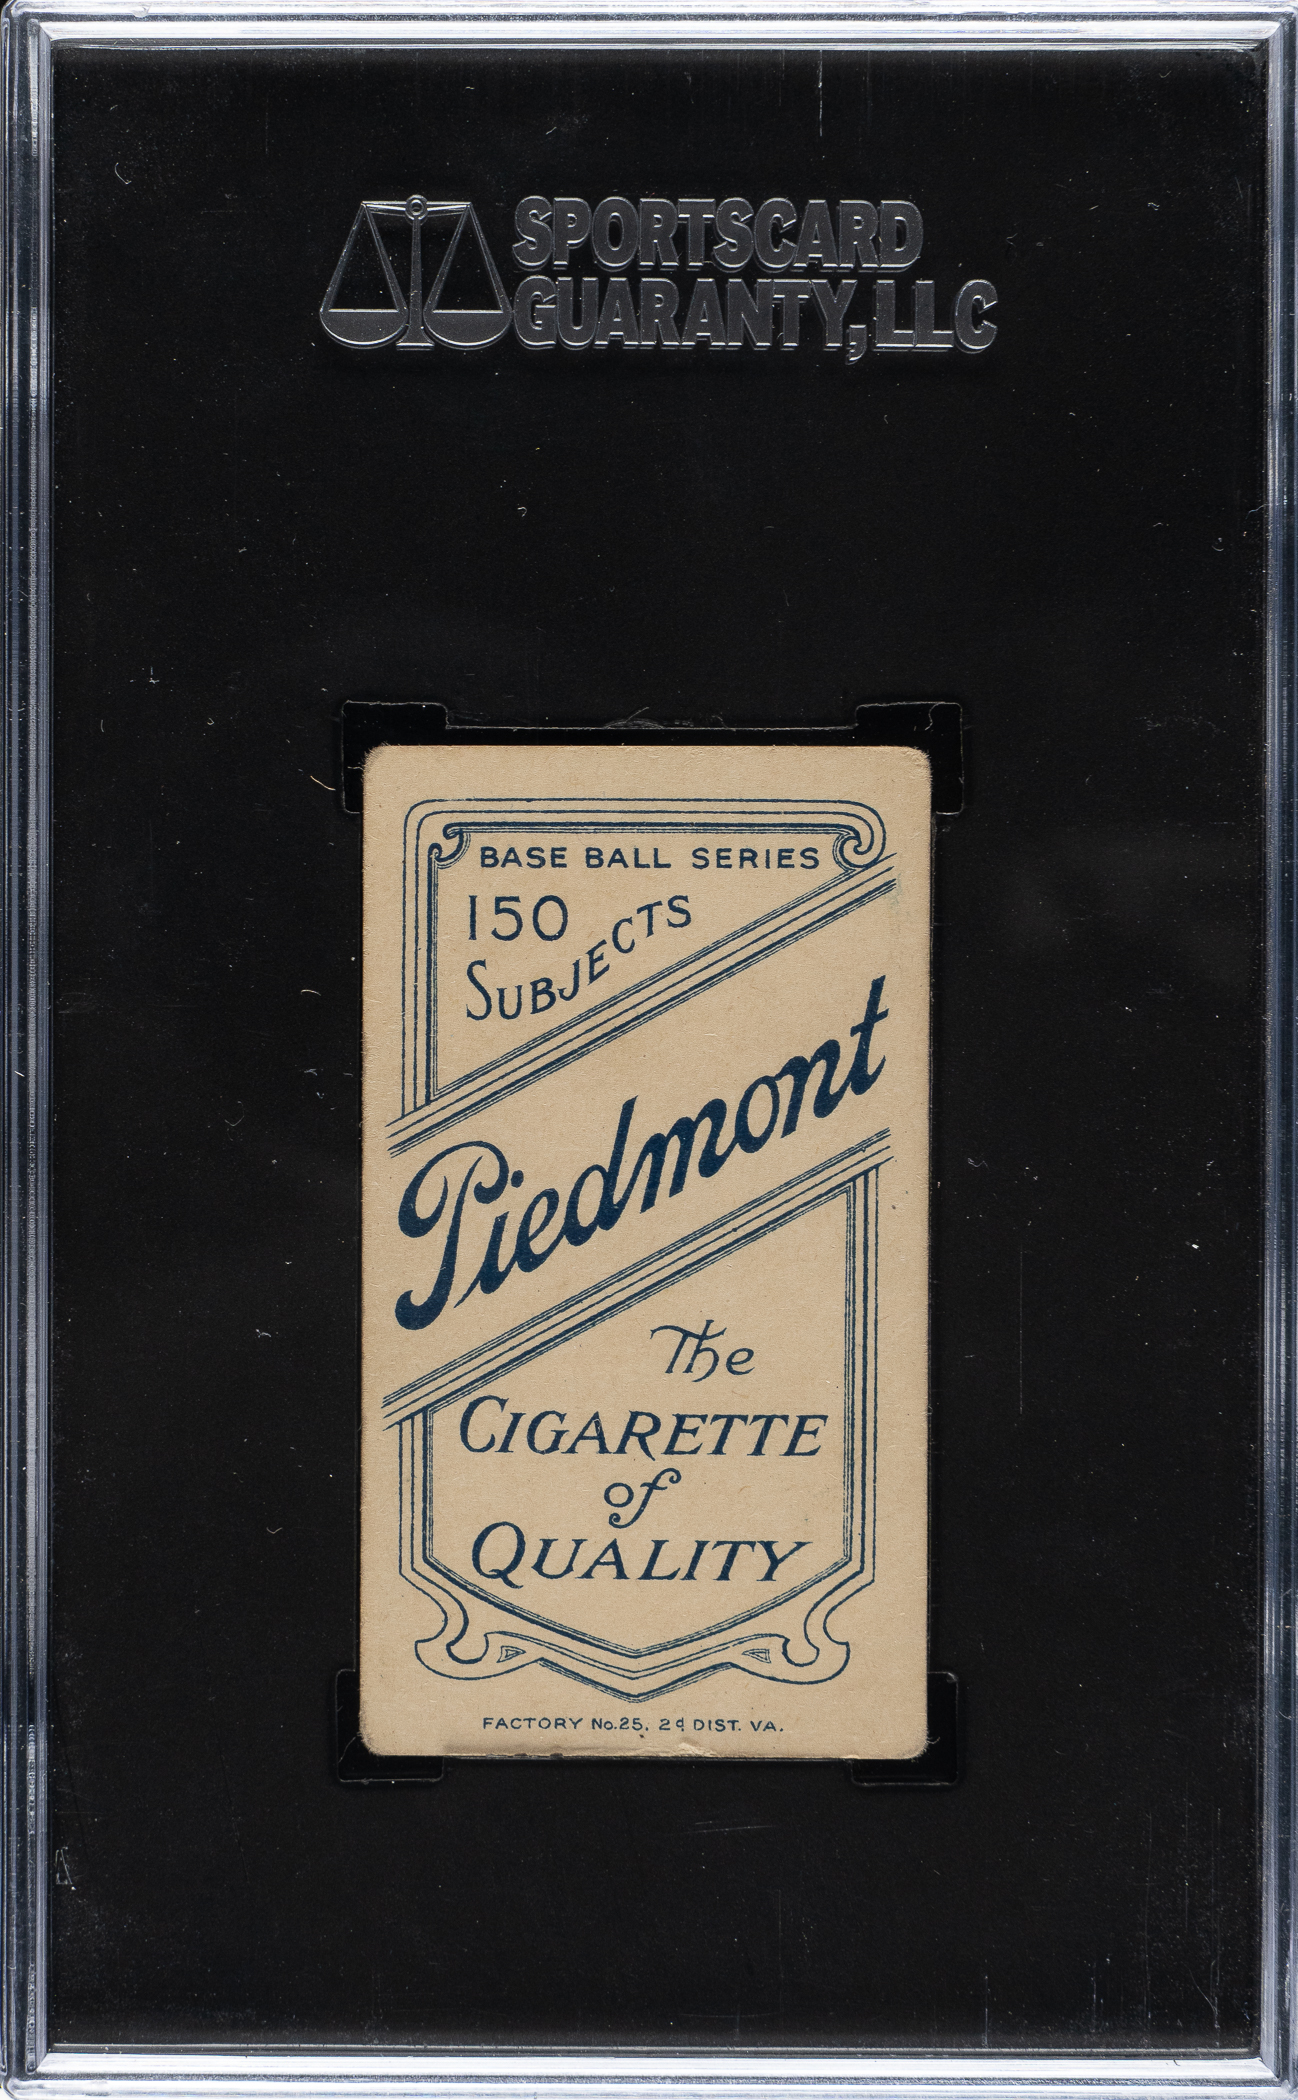 SPORTSCARD
GUARANTY, LLC
BASE BALL SERIES
150
SUBJECTS
Piedmont
The
CIGARETTE
of
QUALITY
FACTORY No.25, 2d DIST. VA.